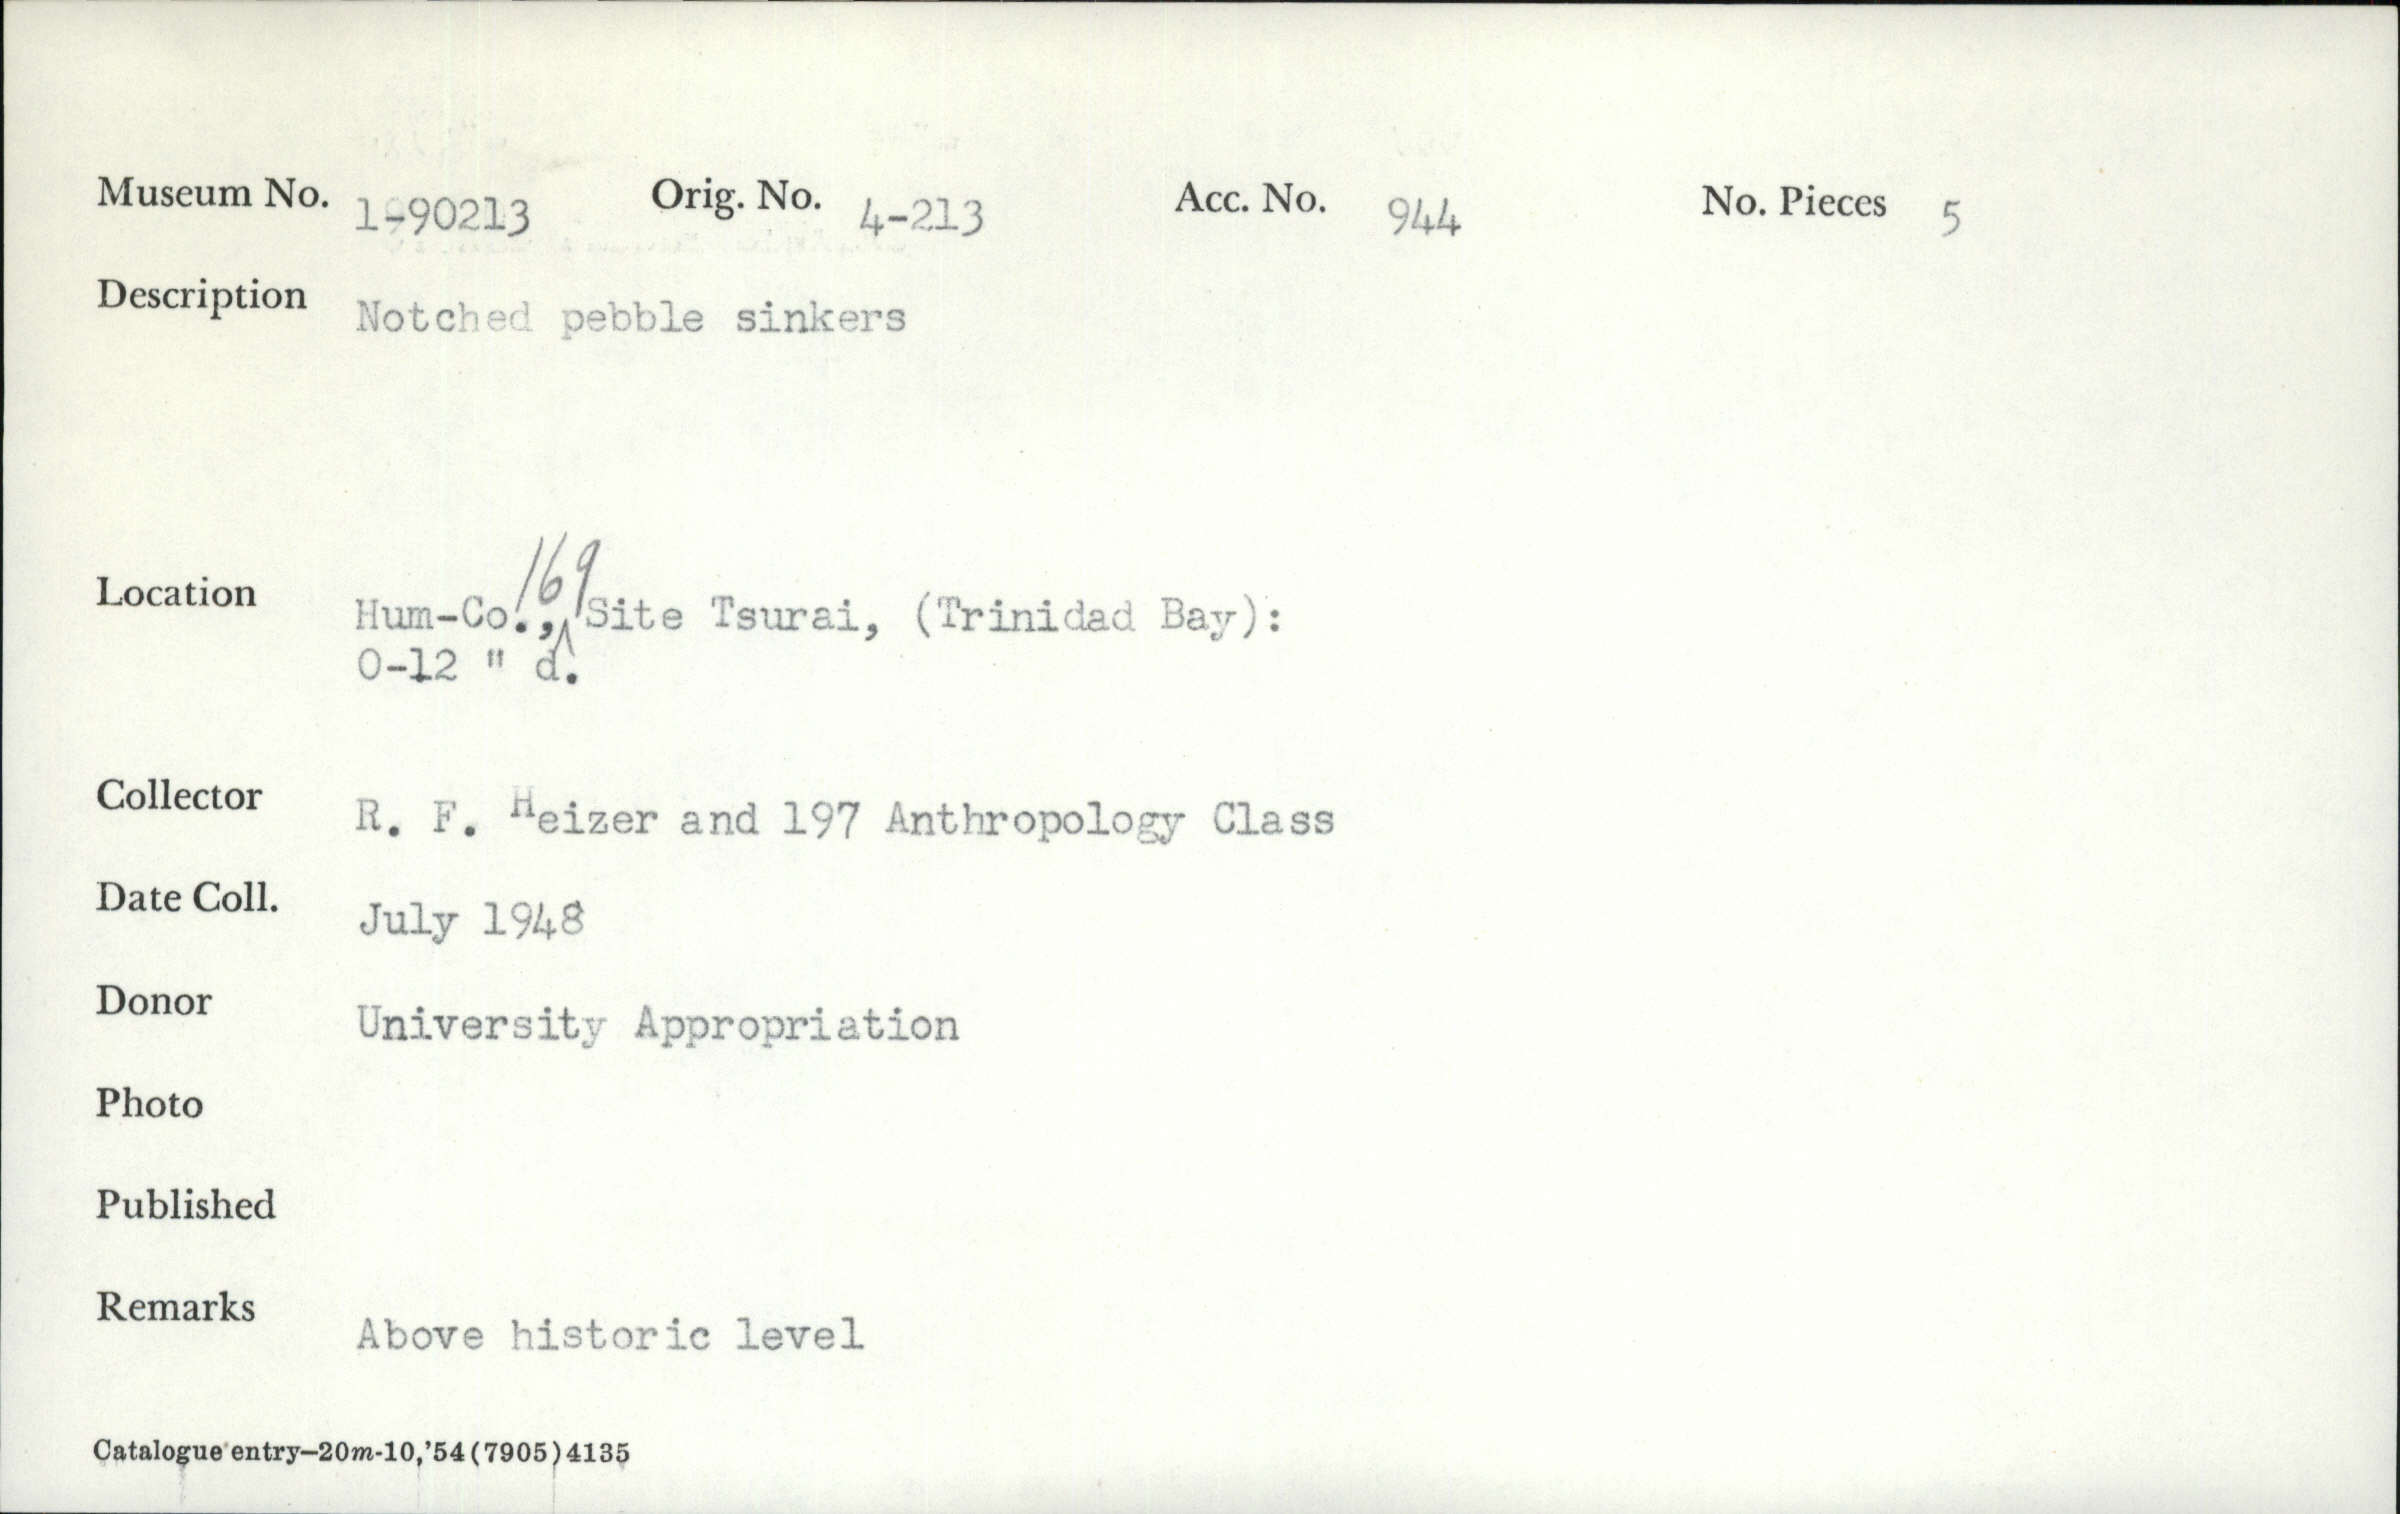 Museum No. 1-90213 Orig. No. 4-213 Acc. No. 944 No. Pieces 5
Description Notched pebble sinkers
169
Location Hum-Co., ^ Site Tsurai, (Trinidad Bay):
0-12 " d.
Collector R. F. Heizer and 197 Anthropology Class
Date Coll. July 1948
Donor University Appropriation
Photo
Published
Remarks Above historic level
Catalogue entry—20m-10,'54(7905)4135